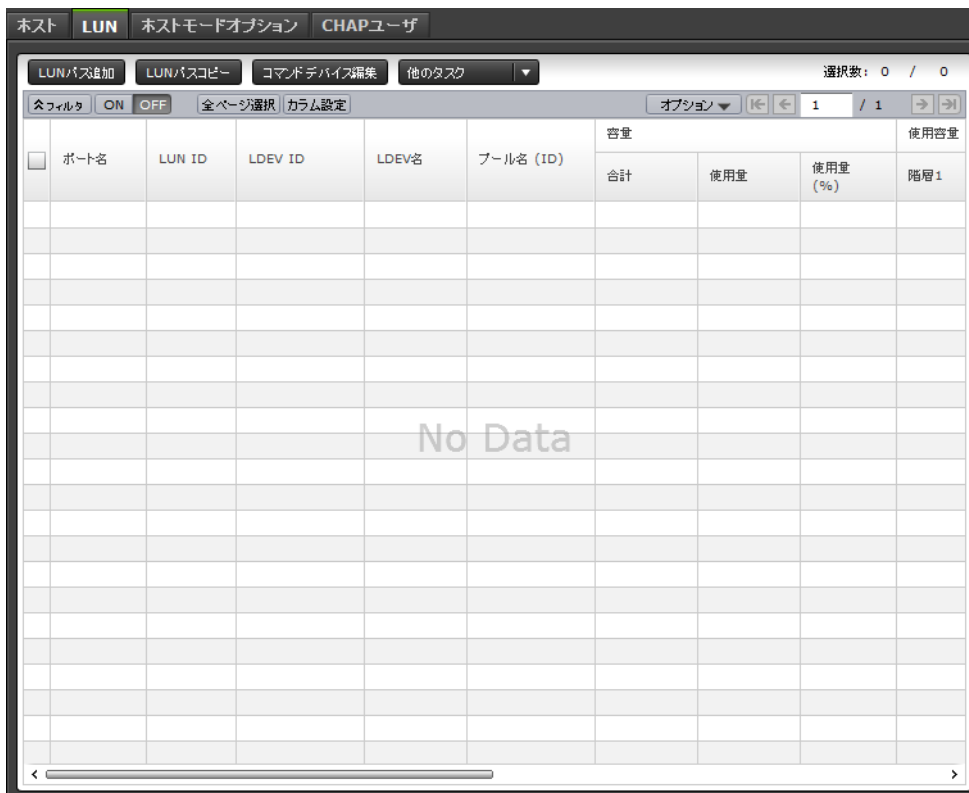 ホスト LUN ホストモードオプション CHAPユーザ
LUNパス追加 LUNパスコピー コマンドデバイス編集 他のタスク 選択数: 0 / 0
フィルタ ON OFF 全ページ選択 カラム設定 オプション 1 / 1
容量 使用容量
ポート名 LUN ID LDEV ID LDEV名 プール名 (ID)
合計 使用量 使用量 階層1
(%)
No Data